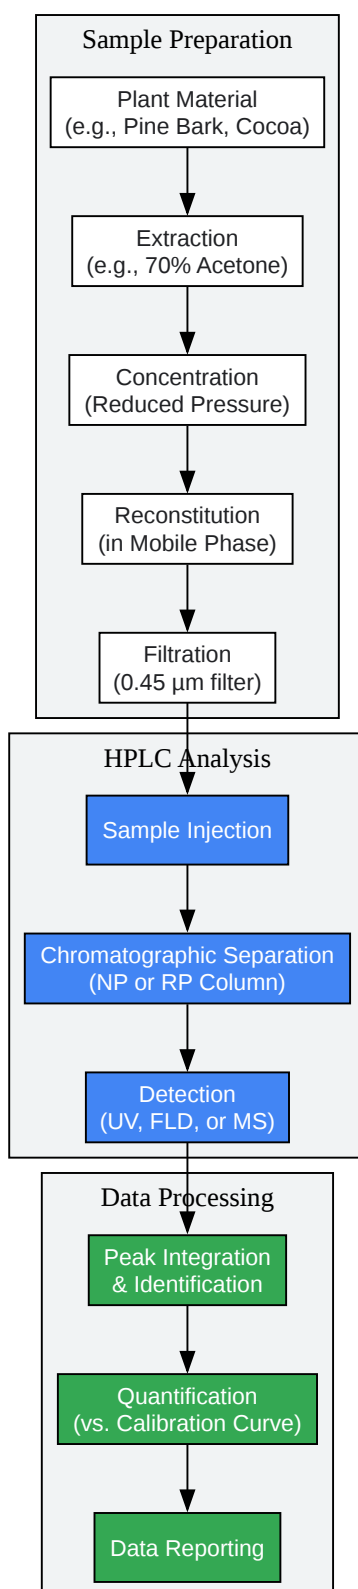 Sample Preparation
Plant Material
(e.g., Pine Bark, Cocoa)
Extraction
(e.g., 70% Acetone)
Concentration
(Reduced Pressure)
Reconstitution
(in Mobile Phase)
Filtration
(0.45 µm filter)
HPLC Analysis
Sample Injection
Chromatographic Separation
(NP or RP Column)
Detection
(UV, FLD, or MS)
Data Processing
Peak Integration
& Identification
Quantification
(vs. Calibration Curve)
Data Reporting